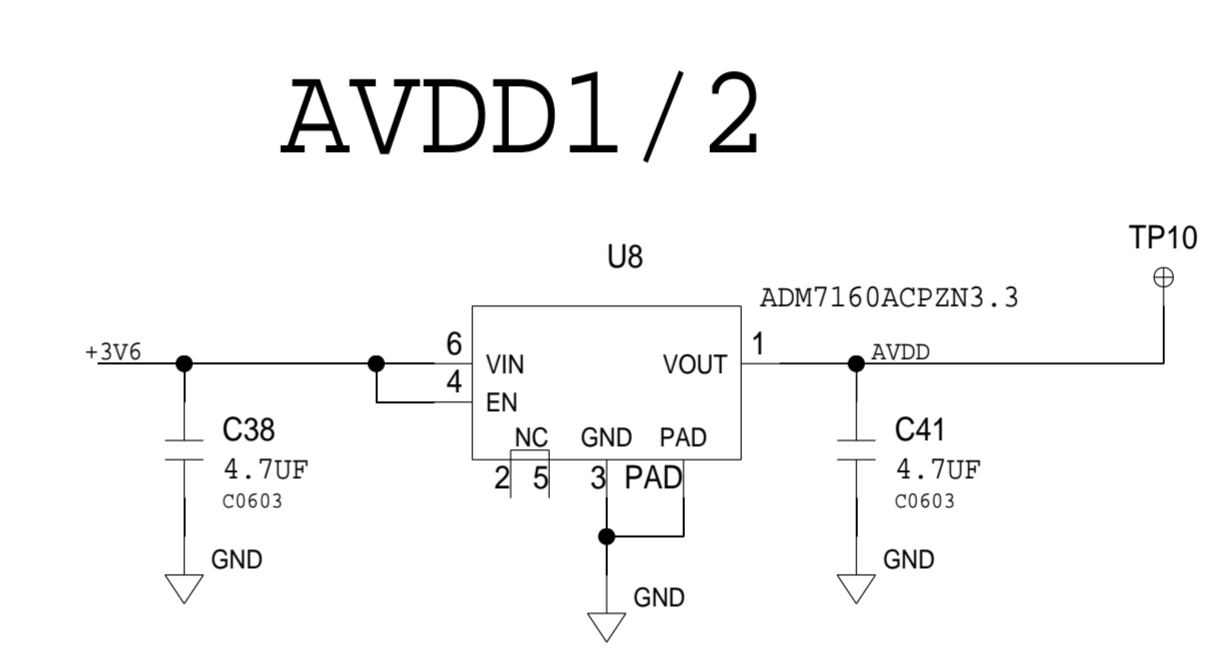 AVDD1/2
TP10
U8
ADM7160ACPZN3.3
+3V6
6
VIN
VOUT
1
AVDD
4
EN
C38
4.7UF
C0603
NC
GND
PAD
2
5
3
PAD
C41
4.7UF
C0603
GND
GND
GND